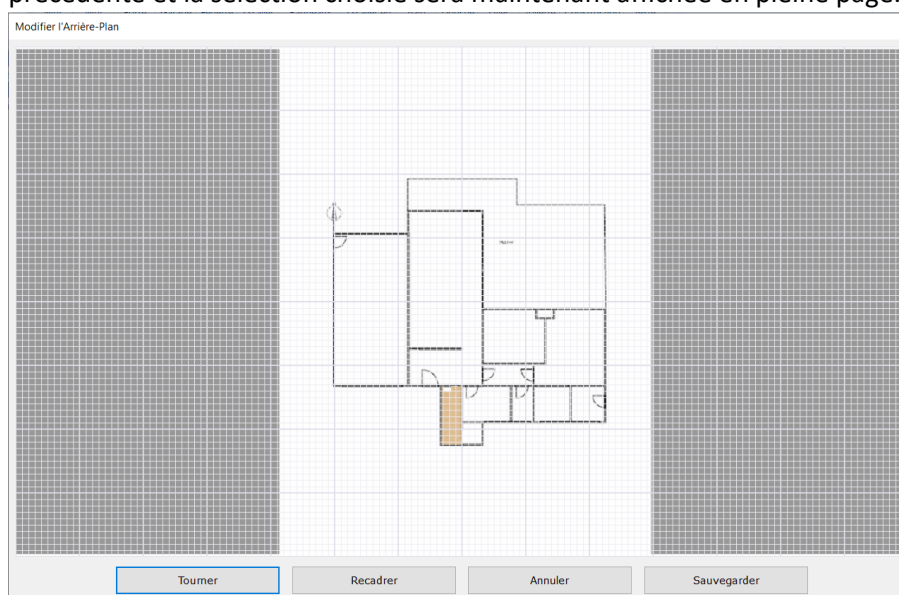 précédente et la sélection choisie sera maintenant affichée en pleine page.
Modifier l'Arrière-Plan
Tourner
Recadrer
Annuler
Sauvegarder